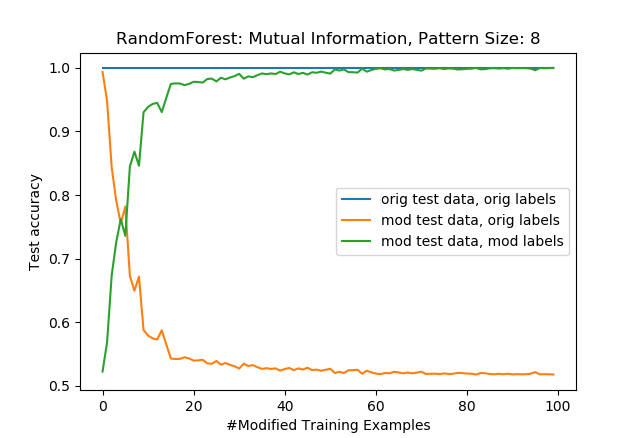 RandomForest: Mutual Information, Pattern Size: 8
1.0
0.9
0.8
0.7
0.6
0.5
Test accuracy
orig test data, orig labels
mod test data, orig labels
mod test data, mod labels
0 20 40 60 80 100
#Modified Training Examples